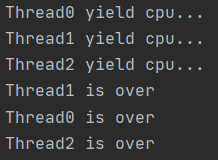 Thread0 yield cpu...
Thread1 yield cpu...
Thread2 yield cpu...
Thread1 is over
Thread0 is over
Thread2 is over